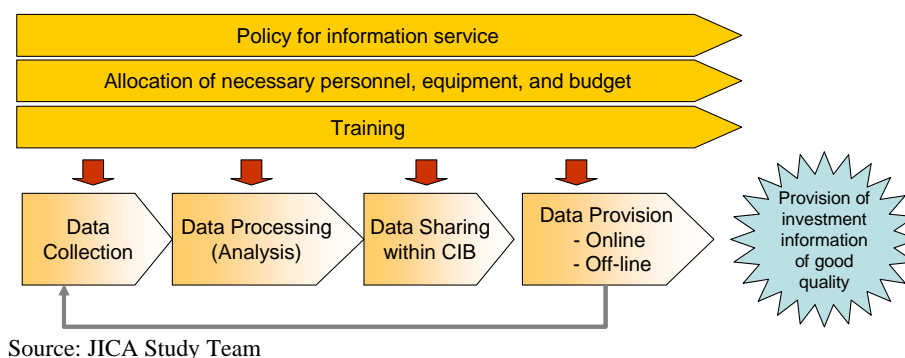 Policy for information service
Allocation of necessary personnel, equipment, and budget
Training
Data
Collection
Data Processing
(Analysis)
Data Sharing
within CIB
Data Provision
- Online
- Off-line
Provision of
investment
information
of good
quality
Source: JICA Study Team